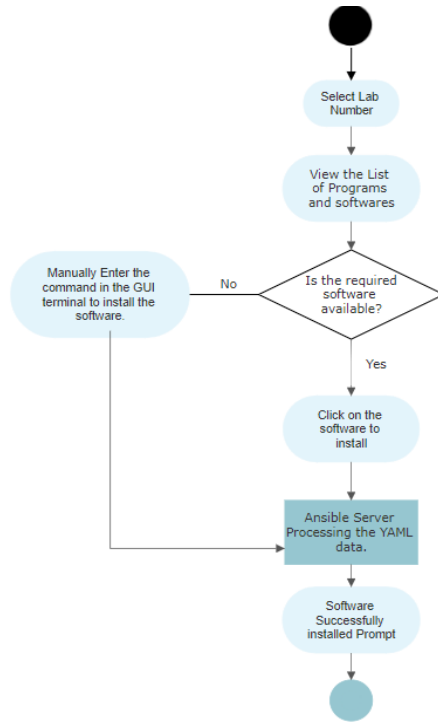 Select Lab
Number
View the List
of Programs
and softwares
Manually Enter the
command in the GUI
terminal to install the
software.
No
Is the required
software
available?
Yes
Click on the
software to
install
Ansible Server
Processing the YAML
data.
Software
Successfully
installed Prompt